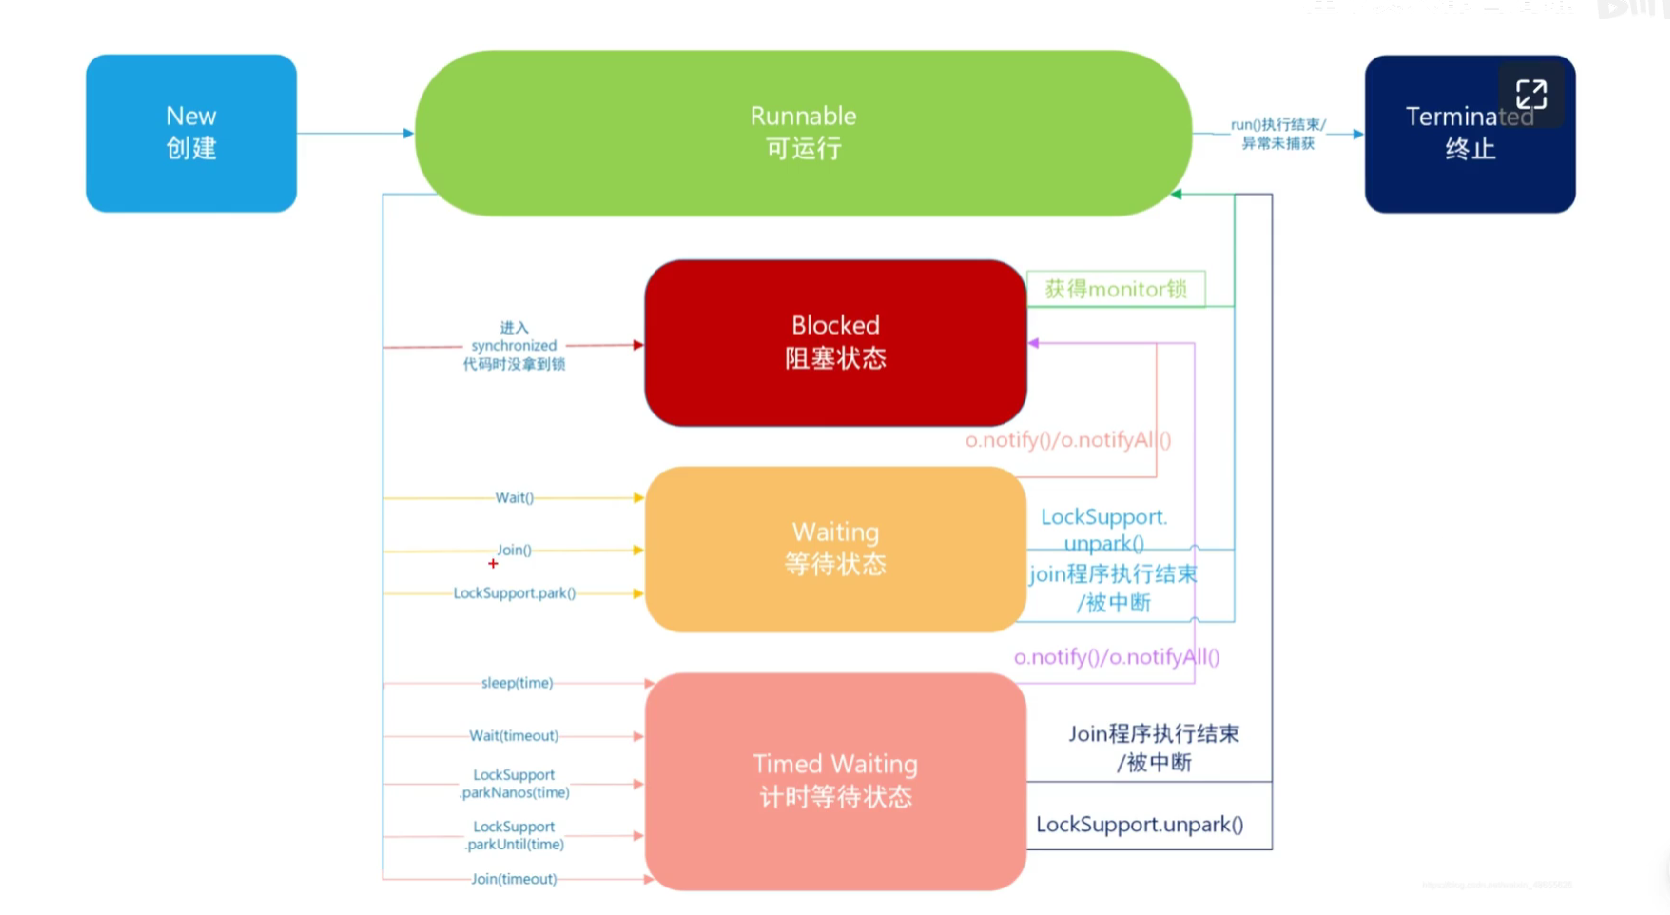 New
创建
Runnable
可运行
run()执行结束/
异常未捕获
Terminated
终止
获得monitor锁
进入
synchronized
代码时没拿到锁
Blocked
阻塞状态
o.notify()/o.notifyAll()
Wait()
Join()
LockSupport.park()
Waiting
等待状态
LockSupport.
unpark()
join程序执行结束
/被中断
o.notify()/o.notifyAll()
sleep(time)
Wait(timeout)
LockSupport
.parkNanos(time)
LockSupport
.parkUntil(time)
Join(timeout)
Timed Waiting
计时等待状态
Join程序执行结束
/被中断
LockSupport.unpark()